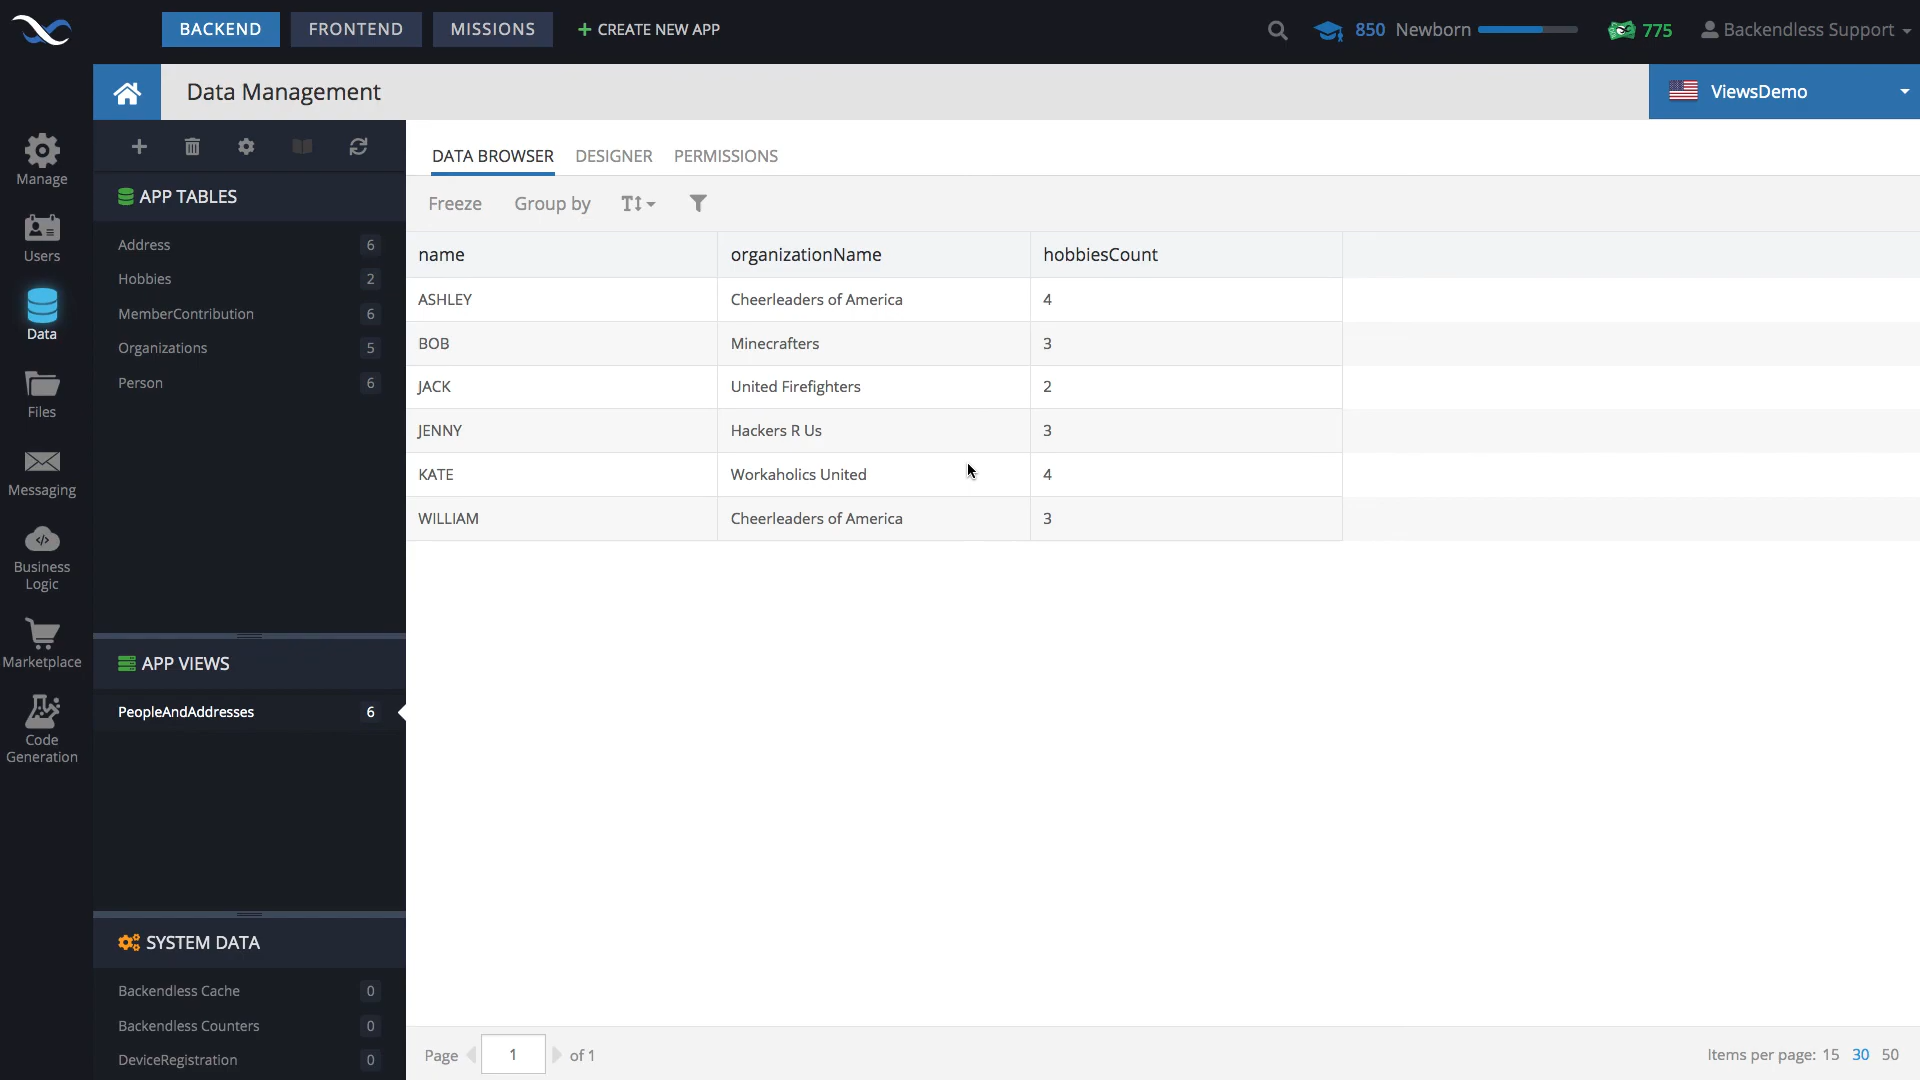 BACKEND FRONTEND MISSIONS + CREATE NEW APP 850 Newborn 775 Backendless Support
Data Management ViewsDemo
Manage
Users
Data
Files
Messaging
Business
Logic
Marketplace
Code
Generation
APP TABLES
Address 6
Hobbies 2
MemberContribution 6
Organizations 5
Person 6
APP VIEWS
PeopleAndAddresses 6
SYSTEM DATA
Backendless Cache 0
Backendless Counters 0
DeviceRegistration 0
DATA BROWSER DESIGNER PERMISSIONS
Freeze Group by
name organizationName hobbiesCount
ASHLEY Cheerleaders of America 4
BOB Minecrafters 3
JACK United Firefighters 2
JENNY Hackers R Us 3
KATE Workaholics United 4
WILLIAM Cheerleaders of America 3
Page 1 of 1 Items per page: 15 30 50